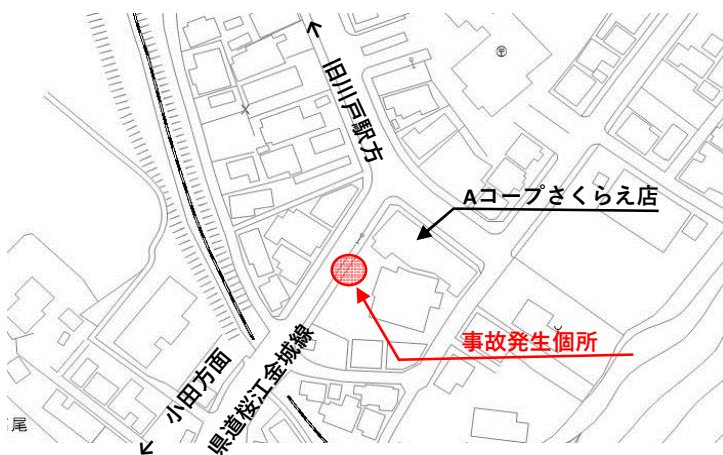 旧川戸駅方
Aコープさくらえ店
事故発生個所
小田方面
県道桜江金城線
尾